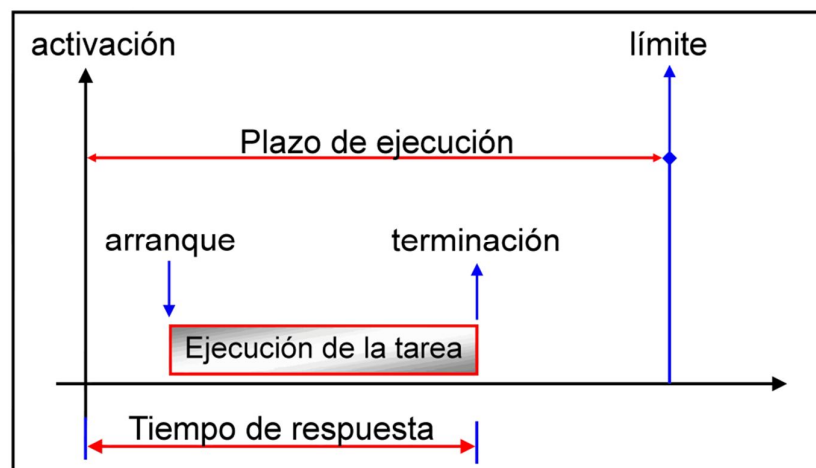 activación
límite
Plazo de ejecución
arranque
terminación
Ejecución de la tarea
Tiempo de respuesta